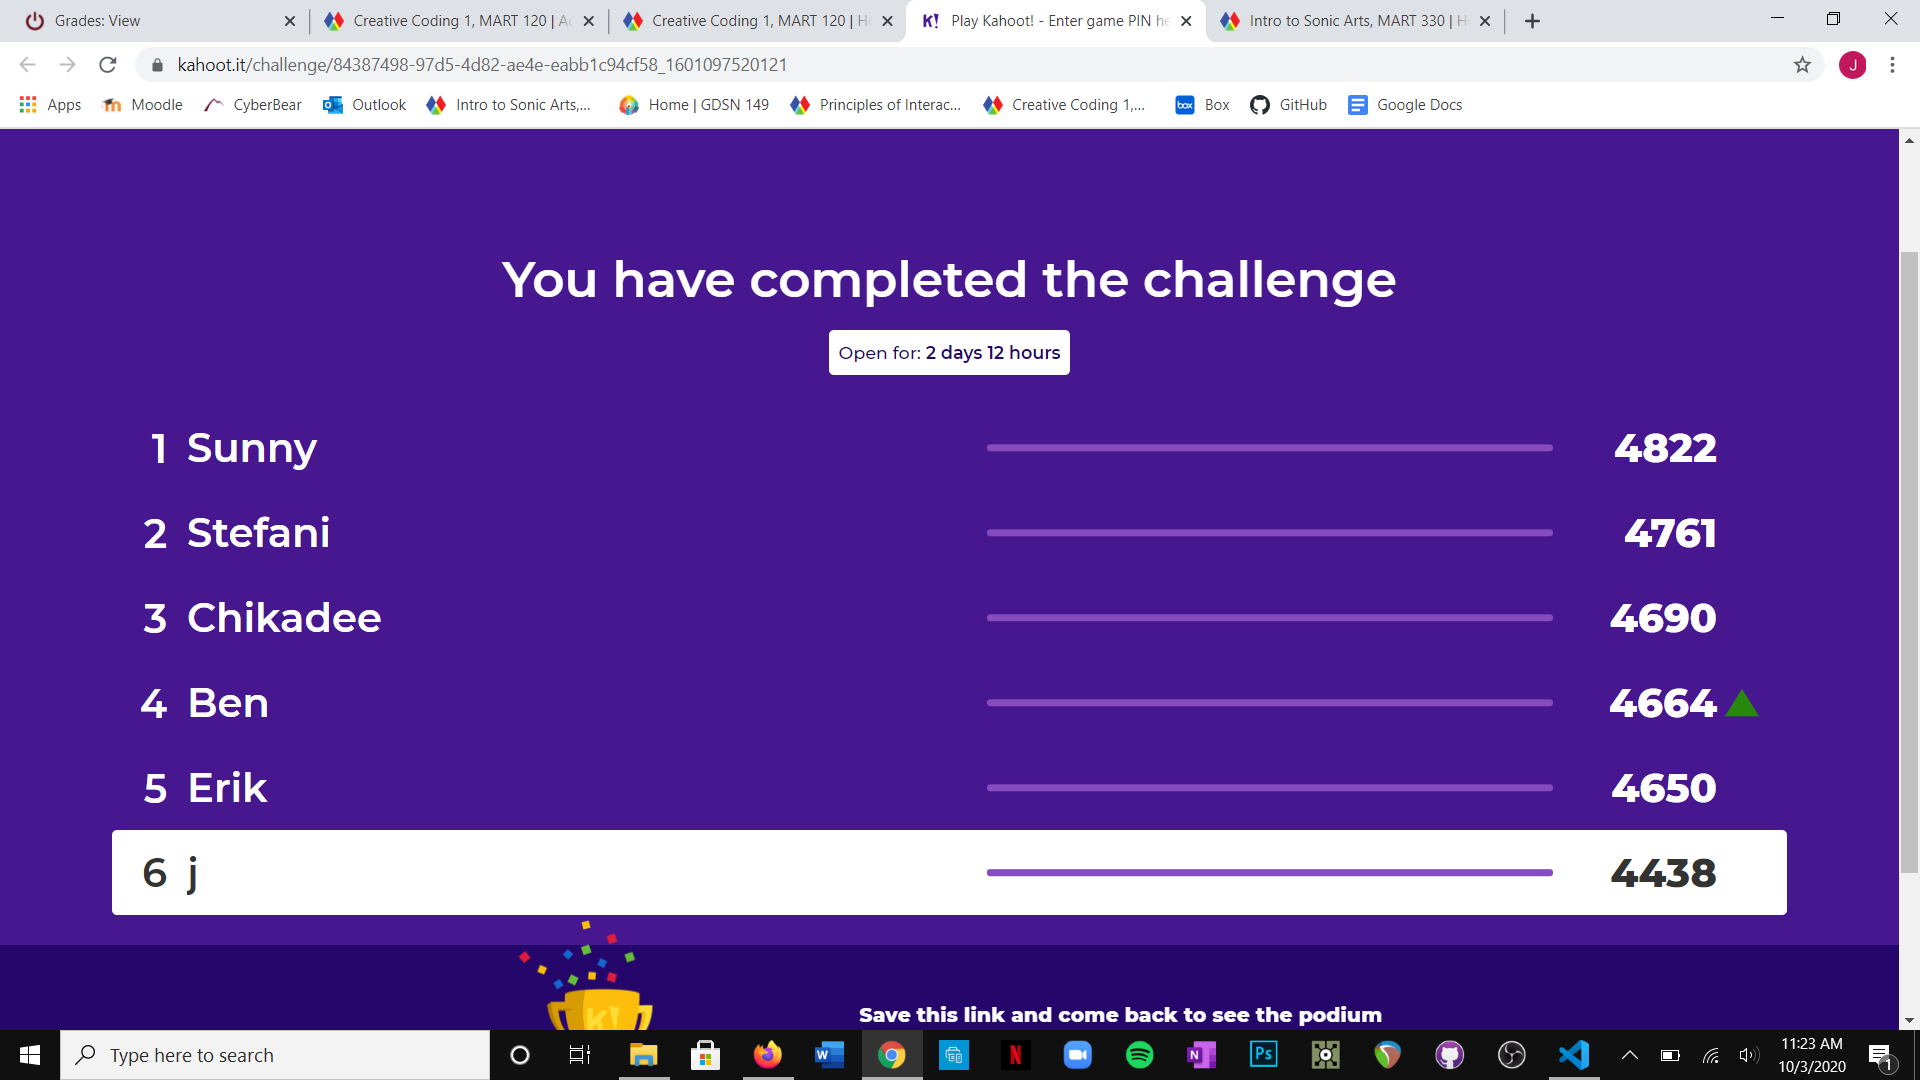 Grades: View
Creative Coding 1, MART 120 | Ac
Creative Coding 1, MART 120 | Ho
K! Play Kahoot! - Enter game PIN he
Intro to Sonic Arts, MART 330 | H
kahoot.it/challenge/84387498-97d5-4d82-ae4e-eabb1c94cf58_1601097520121
J
Apps Moodle CyberBear Outlook Intro to Sonic Arts,... Home | GDSN 149 Principles of Interac... Creative Coding 1,... box Box GitHub Google Docs
You have completed the challenge
Open for: 2 days 12 hours
1 Sunny 4822
2 Stefani 4761
3 Chikadee 4690
4 Ben 4664
5 Erik 4650
6 j 4438
K!
Save this link and come back to see the podium
Type here to search
W N N Ps
11:23 AM
10/3/2020
1